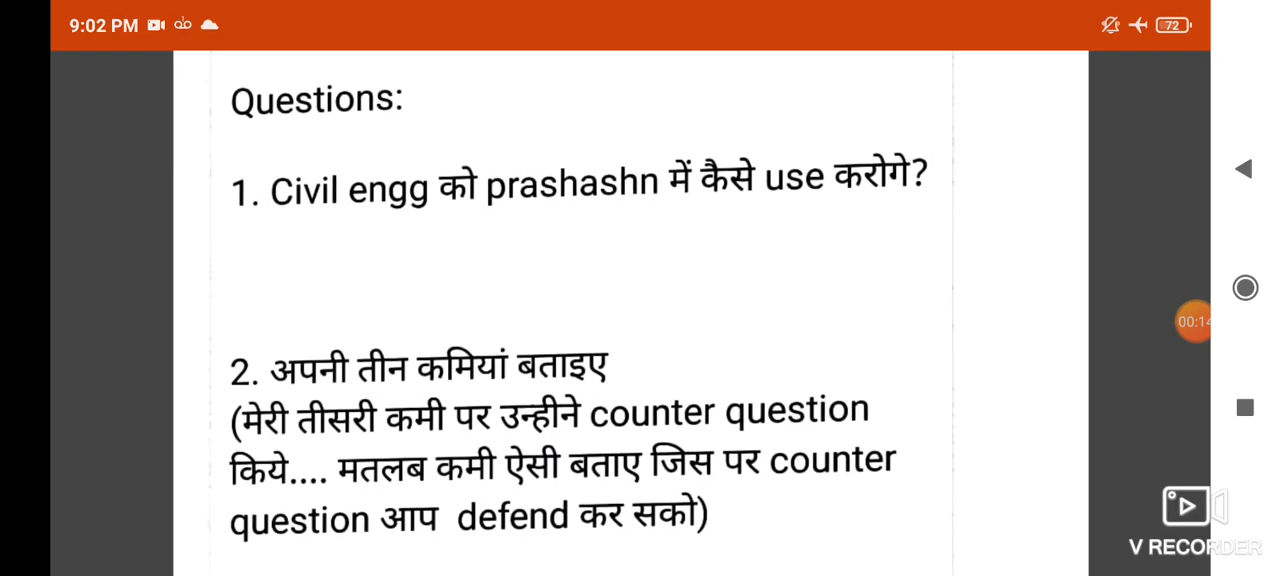 9:02 PM
72
Questions:
1. Civil engg को prashashn में कैसे use करोगे?
00:14
2. अपनी तीन कमियां बताइए
(मेरी तीसरी कमी पर उन्हीने counter question
किये.... मतलब कमी ऐसी बताए जिस पर counter
question आप defend कर सको)
V RECORDER